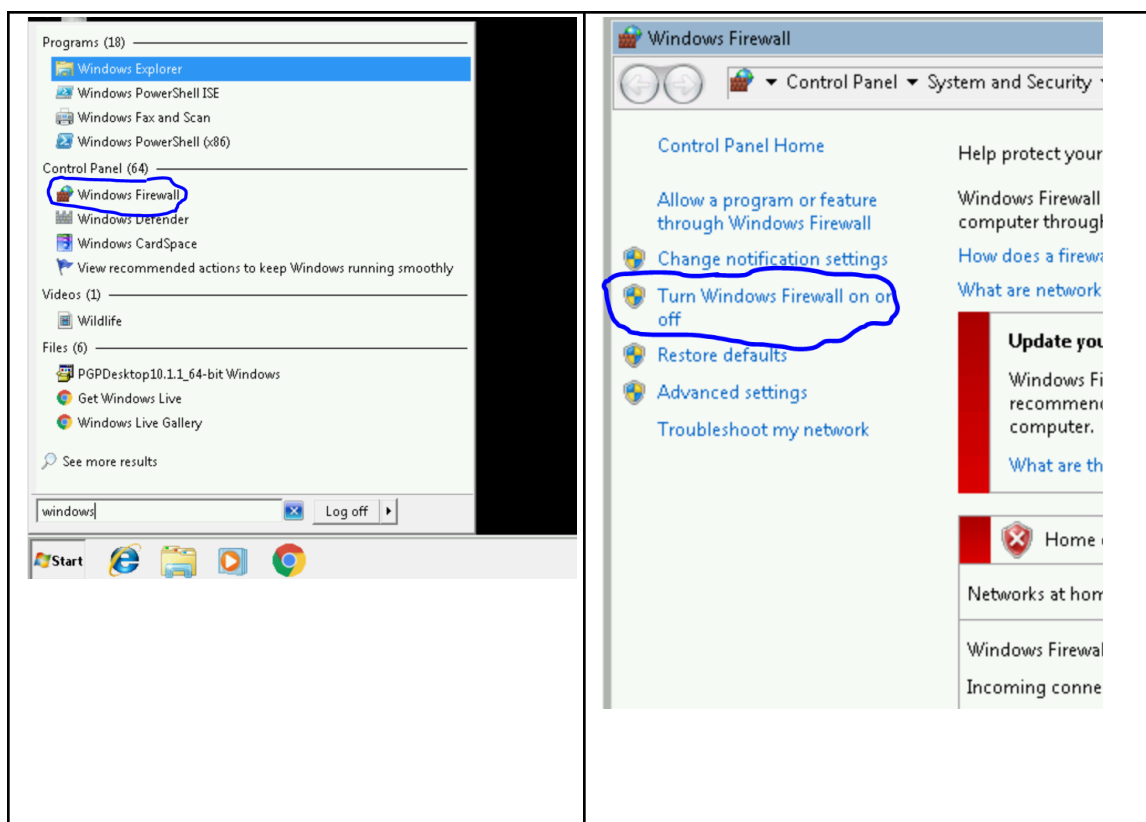 Programs (18)
Windows Explorer
Windows PowerShell ISE
Windows Fax and Scan
Windows PowerShell (x86)
Control Panel (64)
Windows Firewall
Windows Defender
Windows CardSpace
View recommended actions to keep Windows running smoothly
Videos (1)
Wildlife
Files (6)
PGPDesktop10.1.1_64-bit Windows
Get Windows Live
Windows Live Gallery
See more results
windows
Log off
Start
Windows Firewall
Control Panel
System and Security
Control Panel Home
Allow a program or feature
through Windows Firewall
Change notification settings
Turn Windows Firewall on or
off
Restore defaults
Advanced settings
Troubleshoot my network
Help protect your
Windows Firewall
computer through
How does a firewa
What are network
Update you
Windows Fi
recommen
computer.
What are th
Home
Networks at hom
Windows Firewal
Incoming conne